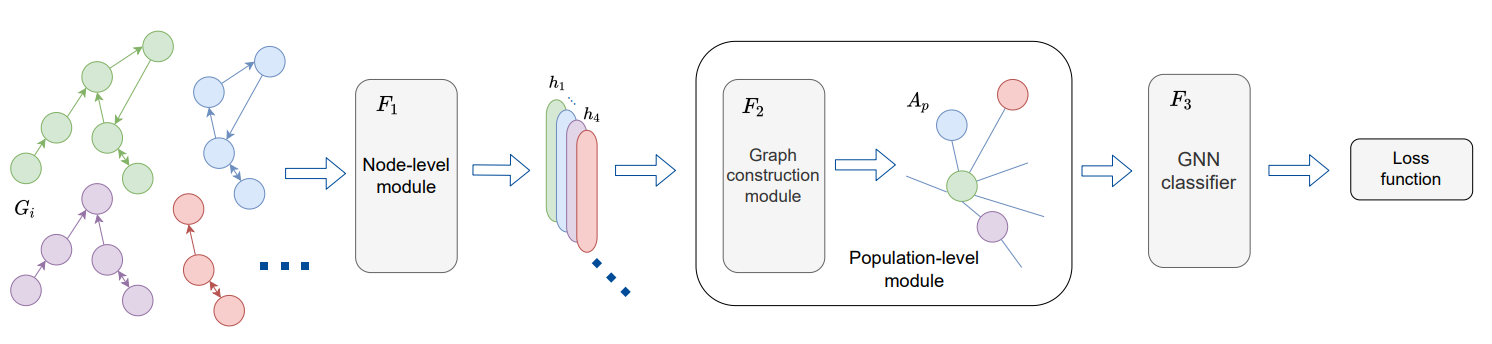 G_i
F_1
Node-level
module
h_1
h_4
F_2
Graph
construction
module
A_p
Population-level
module
F_3
GNN
classifier
Loss
function